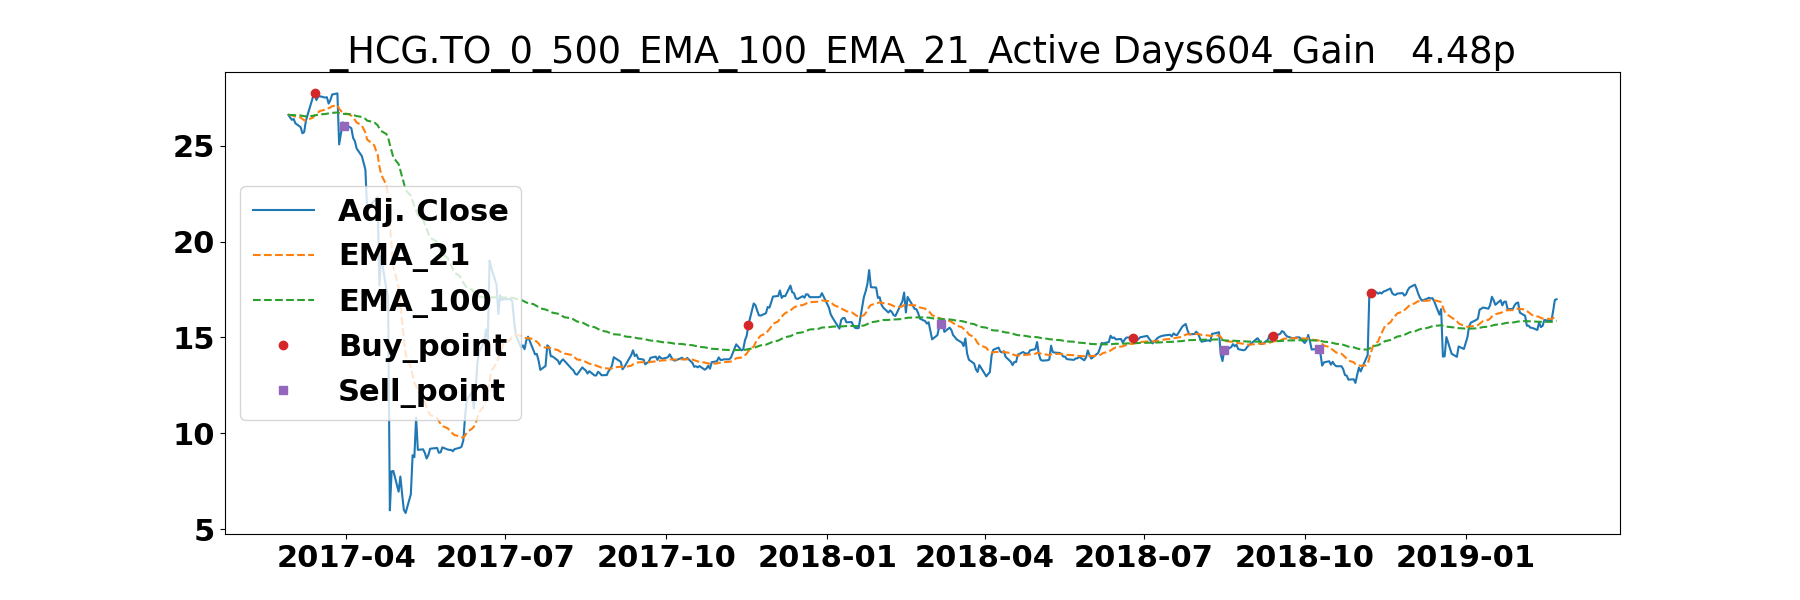 _HCG.TO_0_500_EMA_100_EMA_21_Active Days604_Gain   4.48p
25
20
15
10
5
Adj. Close
EMA_21
EMA_100
Buy_point
Sell_point
2017-04 2017-07 2017-10 2018-01 2018-04 2018-07 2018-10 2019-01